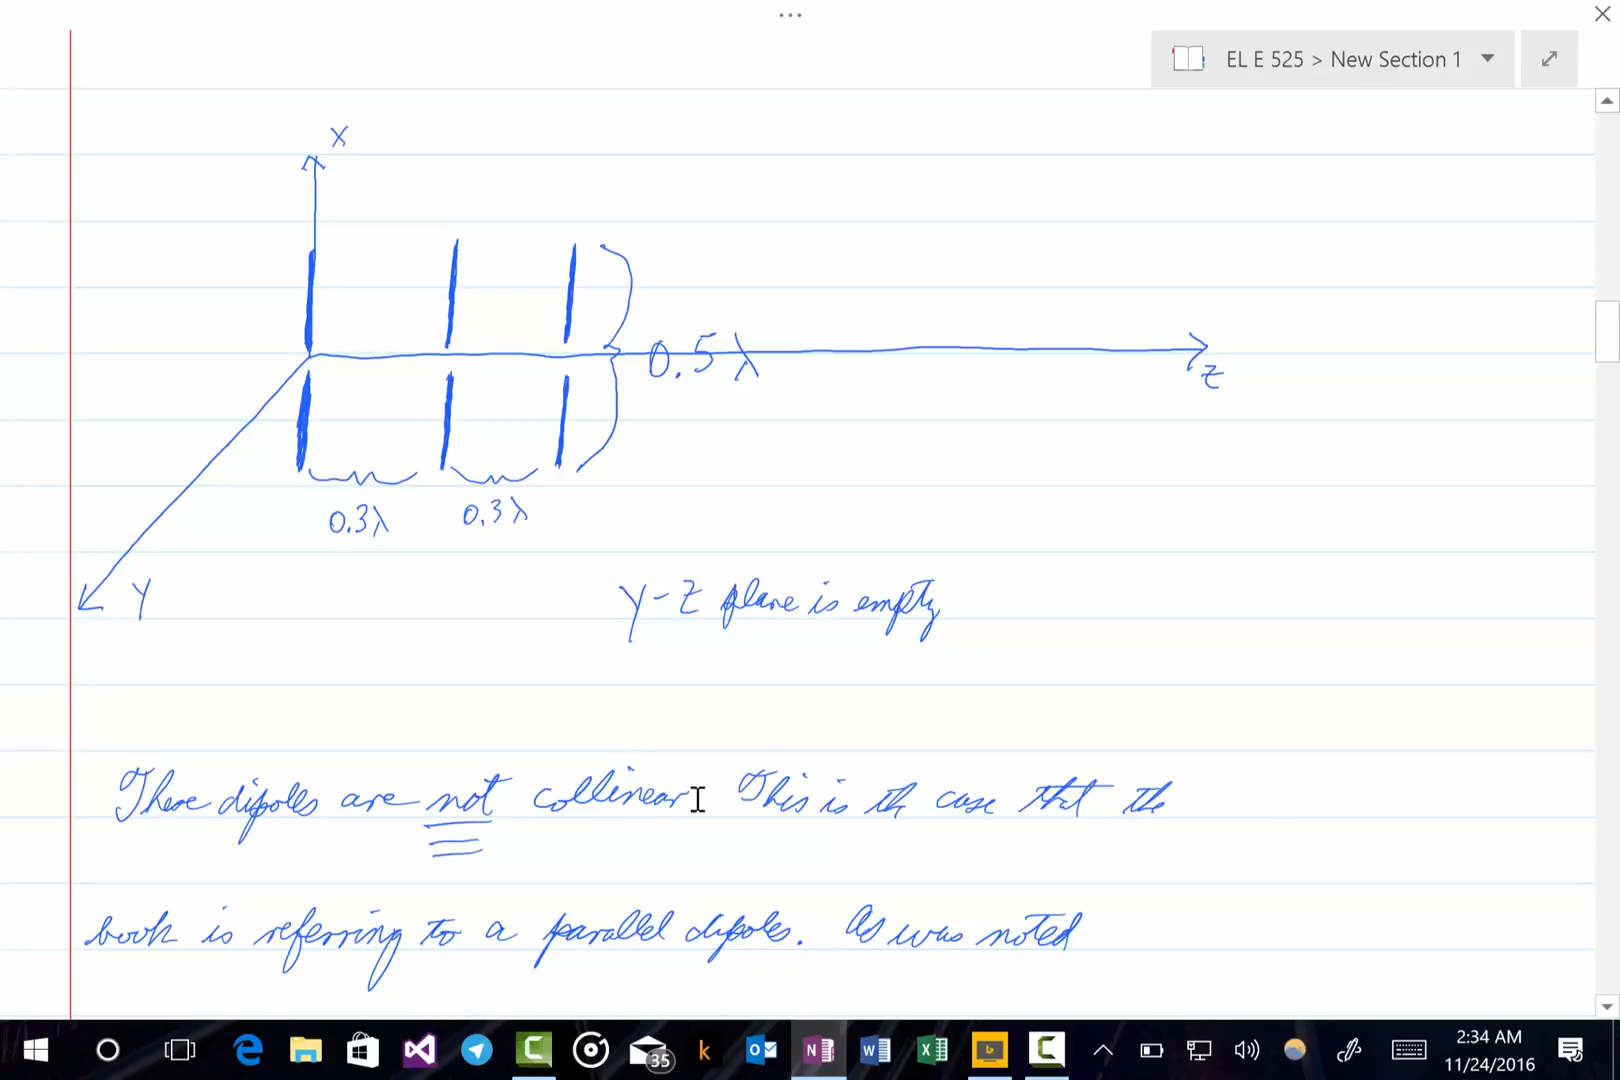 EL E 525 > New Section 1
X
0.5 λ
Z
0.3λ 0.3λ
Y
Y-Z plane is empty
These dipoles are not collinear. This is the case that the
book is referring to a parallel dipoles. As was noted
35
2:34 AM
11/24/2016